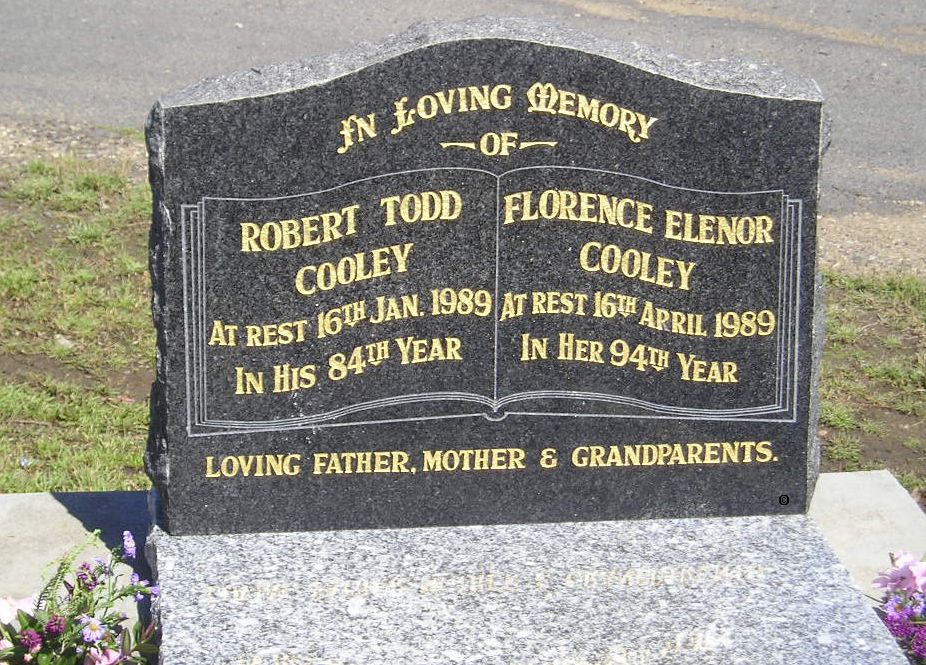 In Loving Memory
OF
ROBERT TODD
COOLEY
AT REST 16TH JAN. 1989
IN HIS 84TH YEAR
FLORENCE ELENOR
COOLEY
AT REST 16TH APRIL 1989
IN HER 94TH YEAR
LOVING FATHER, MOTHER & GRANDPARENTS.